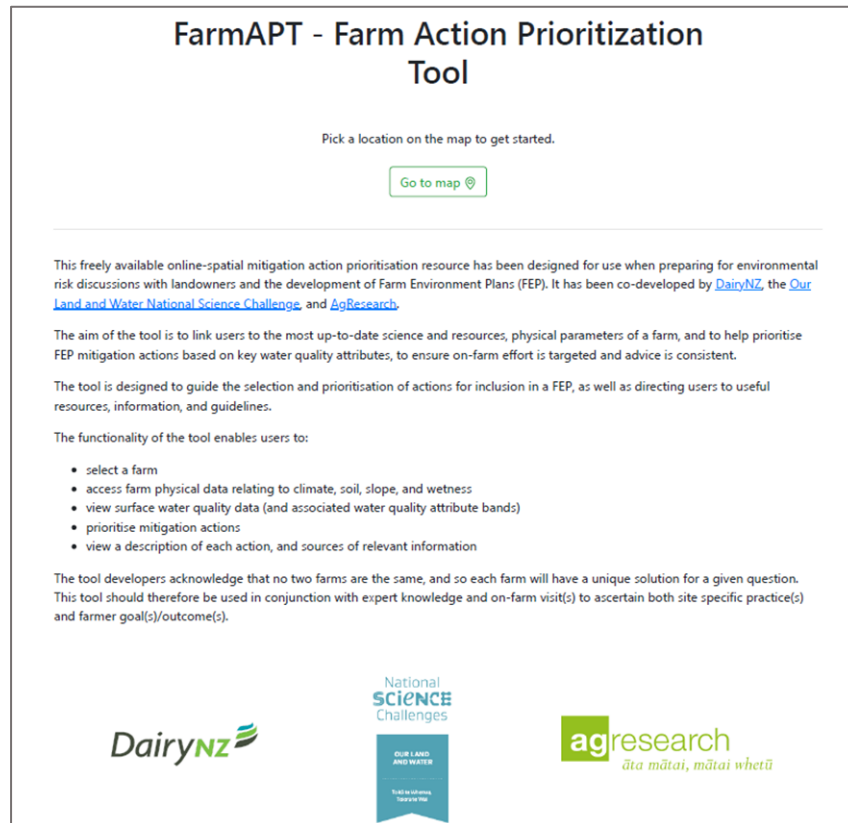 FarmAPT - Farm Action Prioritization
Tool
Pick a location on the map to get started.
Go to map
This freely available online-spatial mitigation action prioritisation resource has been designed for use when preparing for environmental
risk discussions with landowners and the development of Farm Environment Plans (FEP). It has been co-developed by DairyNZ, the Our
Land and Water National Science Challenge, and AgResearch.
The aim of the tool is to link users to the most up-to-date science and resources, physical parameters of a farm, and to help prioritise
FEP mitigation actions based on key water quality attributes, to ensure on-farm effort is targeted and advice is consistent.
The tool is designed to guide the selection and prioritisation of actions for inclusion in a FEP, as well as directing users to useful
resources, information, and guidelines.
The functionality of the tool enables users to:
• select a farm
• access farm physical data relating to climate, soil, slope, and wetness
• view surface water quality data (and associated water quality attribute bands)
• prioritise mitigation actions
• view a description of each action, and sources of relevant information
The tool developers acknowledge that no two farms are the same, and so each farm will have a unique solution for a given question.
This tool should therefore be used in conjunction with expert knowledge and on-farm visit(s) to ascertain both site specific practice(s)
and farmer goal(s)/outcome(s).
National
SCIENCE
Challenges
OUR LAND
AND WATER
DairyNZ
agresearch
āta mātai, mātai whetū